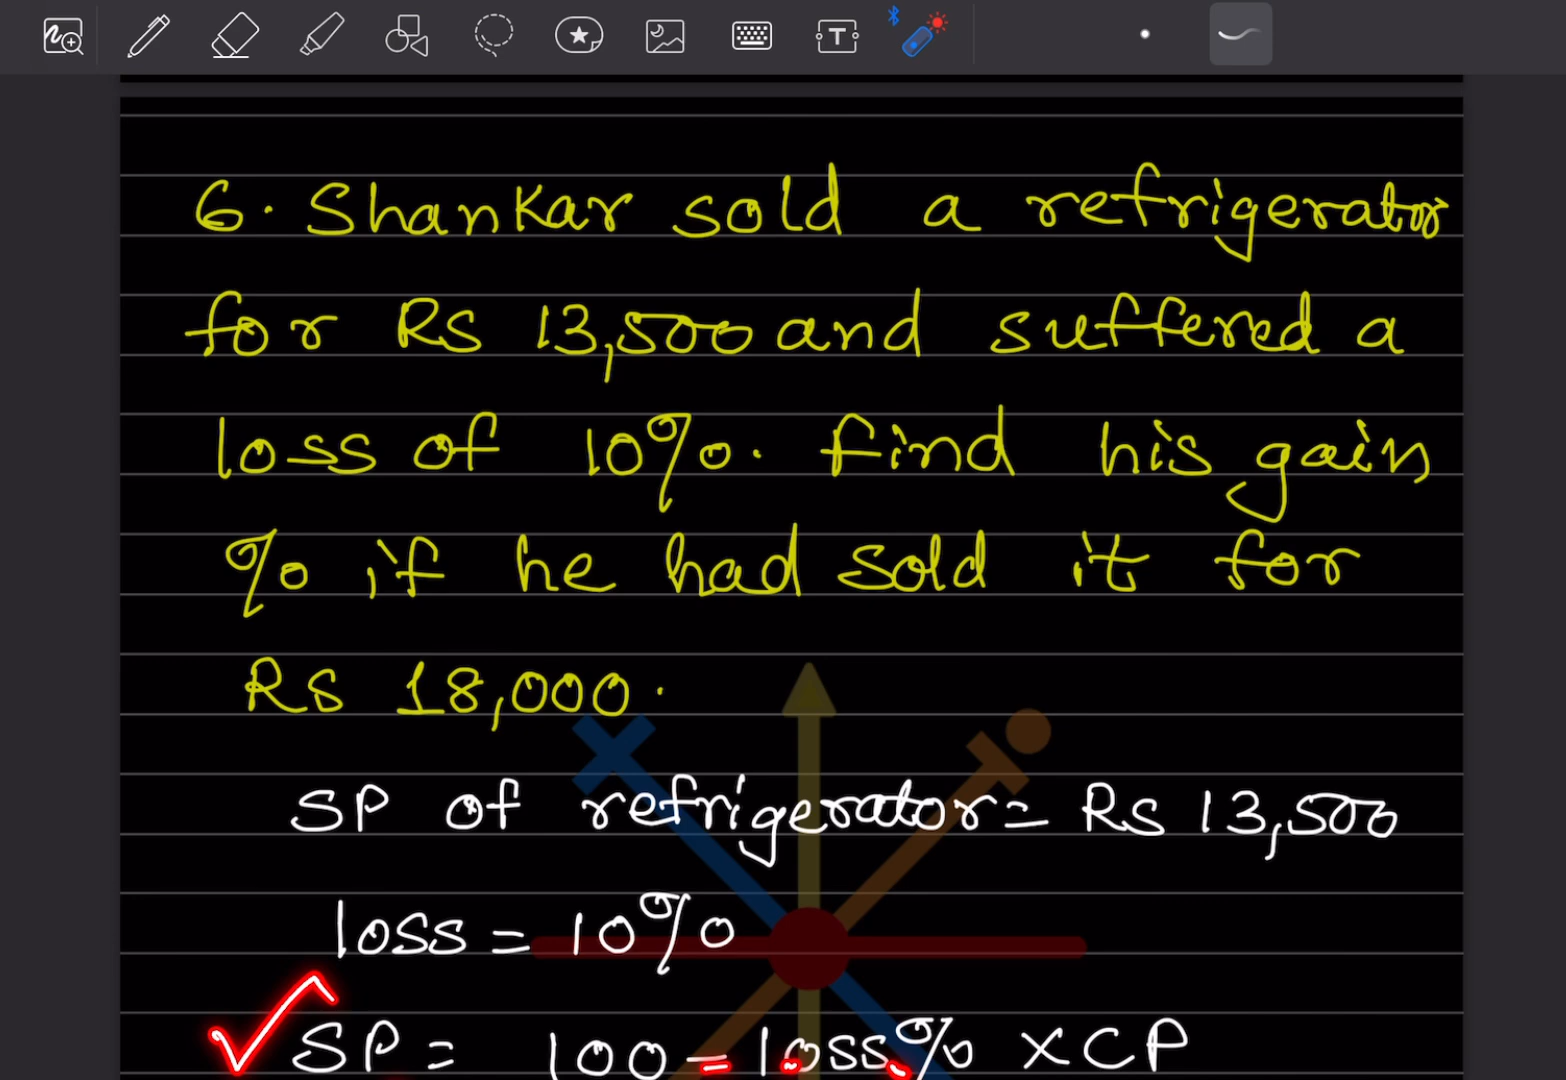 6. Shankar sold a refrigerator
for Rs 13,500 and suffered a
loss of 10%. find his gain
% if he had sold it for
Rs 18,000.
SP of refrigerator = Rs 13,500
loss = 10%
SP = 100 - loss% X CP